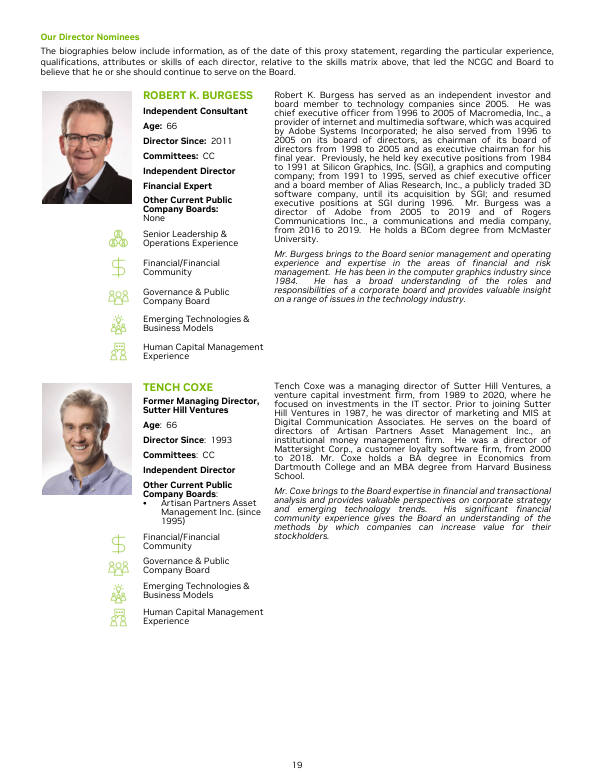 Our Director Nominees
The biographies below include information, as of the date of this proxy statement, regarding the particular experience,
qualifications, attributes or skills of each director, relative to the skills matrix above, that led the NCGC and Board to
believe that he or she should continue to serve on the Board.
ROBERT K. BURGESS
Independent Consultant
Age: 66
Director Since: 2011
Committees: CC
Independent Director
Financial Expert
Other Current Public
Company Boards:
None
Senior Leadership &
Operations Experience
Financial/Financial
Community
Governance & Public
Company Board
Emerging Technologies &
Business Models
Human Capital Management
Experience
Robert K. Burgess has served as an independent investor and
board member to technology companies since 2005. He was
chief executive officer from 1996 to 2005 of Macromedia, Inc., a
provider of internet and multimedia software, which was acquired
by Adobe Systems Incorporated; he also served from 1996 to
2005 on its board of directors, as chairman of its board of
directors from 1998 to 2005 and as executive chairman for his
final year. Previously, he held key executive positions from 1984
to 1991 at Silicon Graphics, Inc. (SGI), a graphics and computing
company; from 1991 to 1995, served as chief executive officer
and a board member of Alias Research, Inc., a publicly traded 3D
software company, until its acquisition by SGI; and resumed
executive positions at SGI during 1996. Mr. Burgess was a
director of Adobe from 2005 to 2019 and of Rogers
Communications Inc., a communications and media company,
from 2016 to 2019. He holds a BCom degree from McMaster
University.
Mr. Burgess brings to the Board senior management and operating
experience and expertise in the areas of financial and risk
management. He has been in the computer graphics industry since
1984. He has a broad understanding of the roles and
responsibilities of a corporate board and provides valuable insight
on a range of issues in the technology industry.
TENCH COXE
Former Managing Director,
Sutter Hill Ventures
Age: 66
Director Since: 1993
Committees: CC
Independent Director
Other Current Public
Company Boards:
• Artisan Partners Asset
Management Inc. (since
1995)
Financial/Financial
Community
Governance & Public
Company Board
Emerging Technologies &
Business Models
Human Capital Management
Experience
Tench Coxe was a managing director of Sutter Hill Ventures, a
venture capital investment firm, from 1989 to 2020, where he
focused on investments in the IT sector. Prior to joining Sutter
Hill Ventures in 1987, he was director of marketing and MIS at
Digital Communication Associates. He serves on the board of
directors of Artisan Partners Asset Management Inc., an
institutional money management firm. He was a director of
Mattersight Corp., a customer loyalty software firm, from 2000
to 2018. Mr. Coxe holds a BA degree in Economics from
Dartmouth College and an MBA degree from Harvard Business
School.
Mr. Coxe brings to the Board expertise in financial and transactional
analysis and provides valuable perspectives on corporate strategy
and emerging technology trends. His significant financial
community experience gives the Board an understanding of the
methods by which companies can increase value for their
stockholders.
19